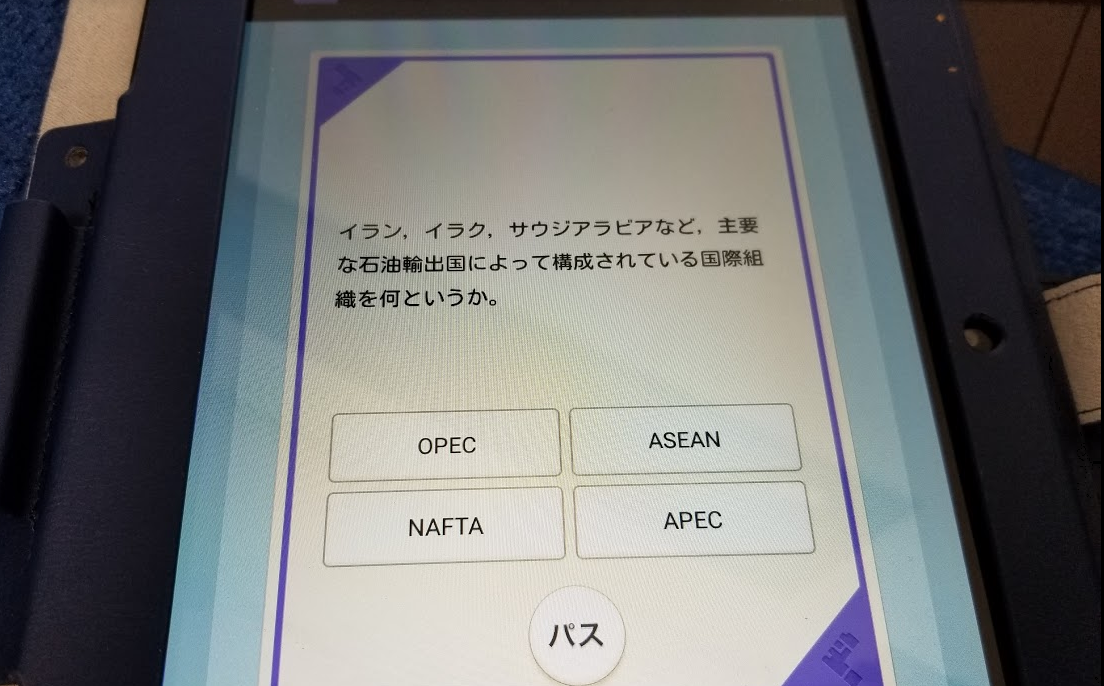 イラン，イラク，サウジアラビアなど，主要
な石油輸出国によって構成されている国際組
織を何というか。
OPEC
ASEAN
NAFTA
APEC
パス